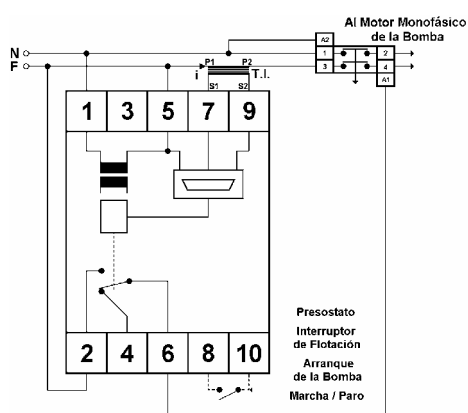 Al Motor Monofásico
de la Bomba
A2
N
1
2
F
P1
P2
3
4
i
T.I.
A1
S1
S2
1
3
5
7
9
Presostato
Interruptor
de Flotación
2
4
6
8
10
Arranque
de la Bomba
Marcha / Paro